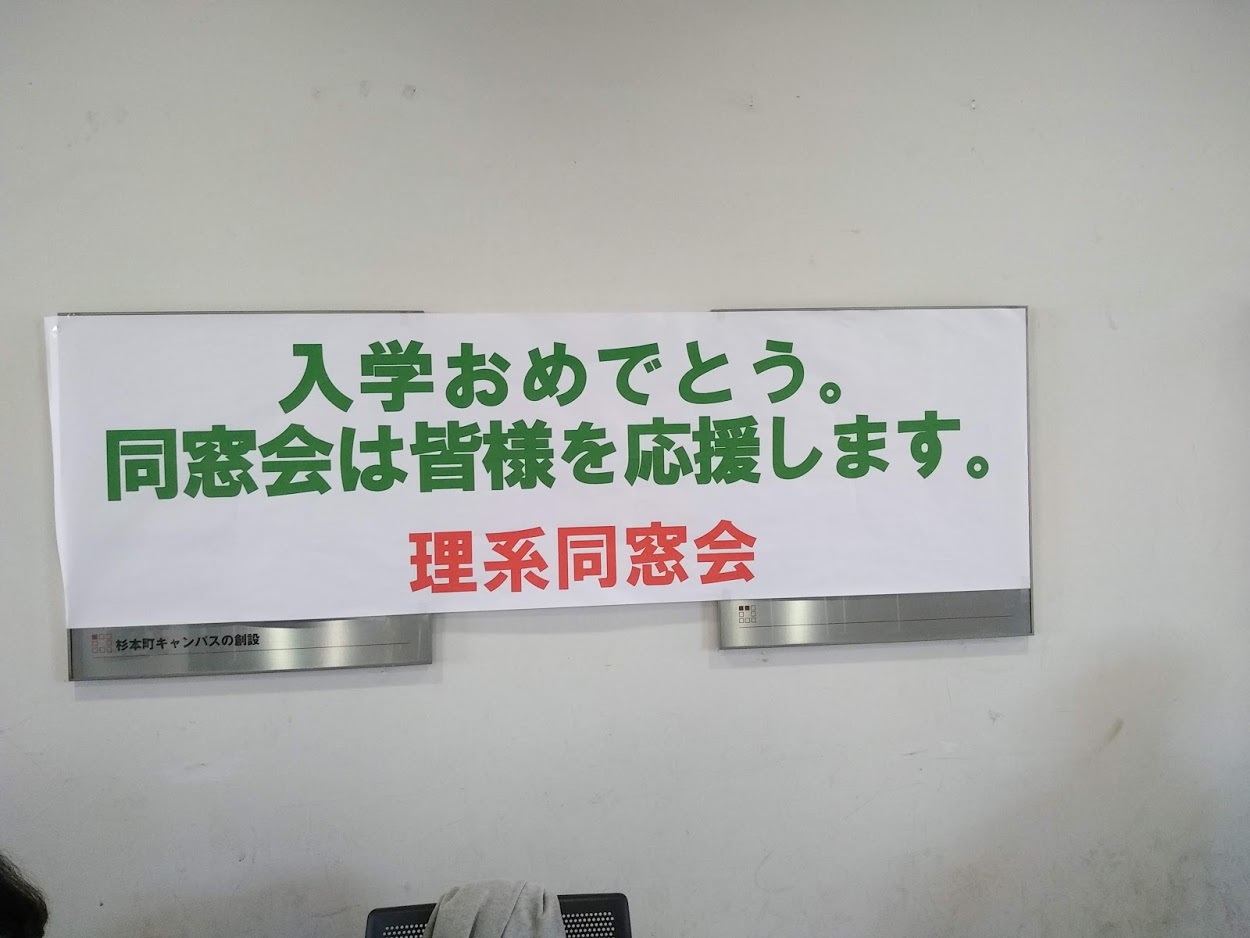 入学おめでとう。
同窓会は皆様を応援します。
理系同窓会
杉本町キャンパスの創設